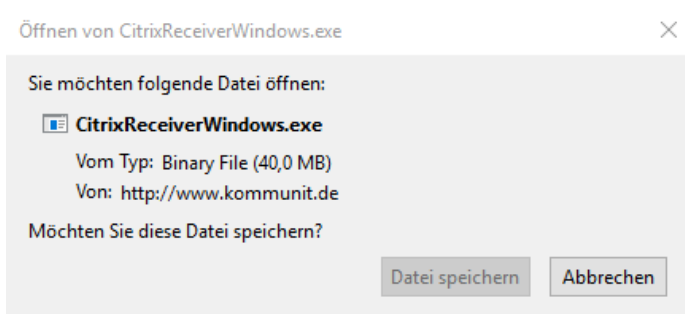 Öffnen von CitrixReceiverWindows.exe
Sie möchten folgende Datei öffnen:
CitrixReceiverWindows.exe
Vom Typ: Binary File (40,0 MB)
Von: http://www.kommunit.de
Möchten Sie diese Datei speichern?
Datei speichern Abbrechen